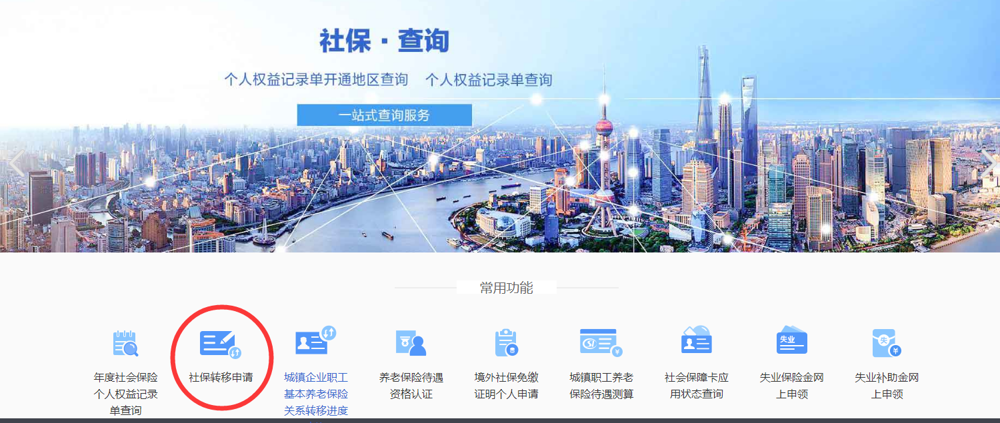 社保·查询
个人权益记录单开通地区查询 个人权益记录单查询
一站式查询服务
常用功能
失业
失
¥
¥
年度社会保险
个人权益记录
单查询
社保转移申请
城镇企业职工
基本养老保险
关系转移进度
养老保险待遇
资格认证
境外社保免缴
证明个人申请
城镇职工养老
保险待遇测算
社会保障卡应
用状态查询
失业保险金网
上申领
失业补助金网
上申领